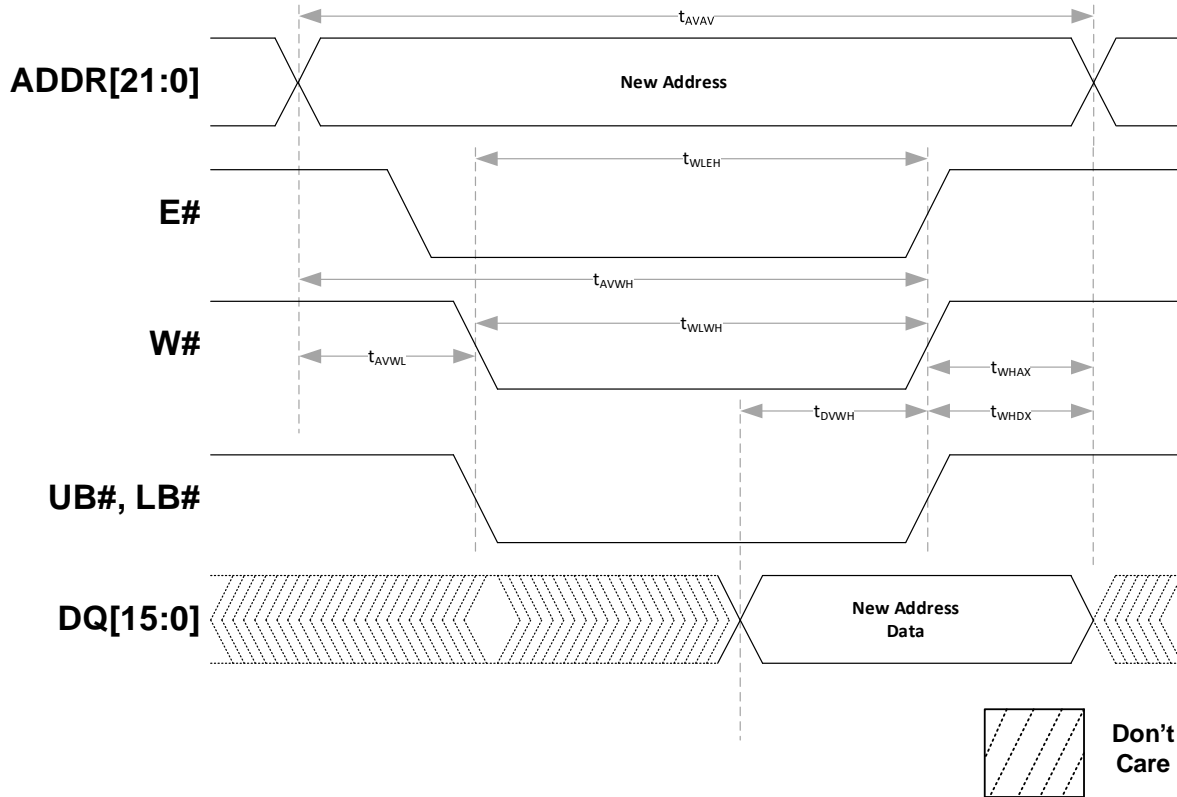 tAVAV
ADDR[21:0]
New Address
tWLEH
E#
tAVWH
W#
tWLWH
tAVWL
tWHAX
tDVWH
tWHDX
UB#, LB#
DQ[15:0]
New Address
Data
Don't
Care